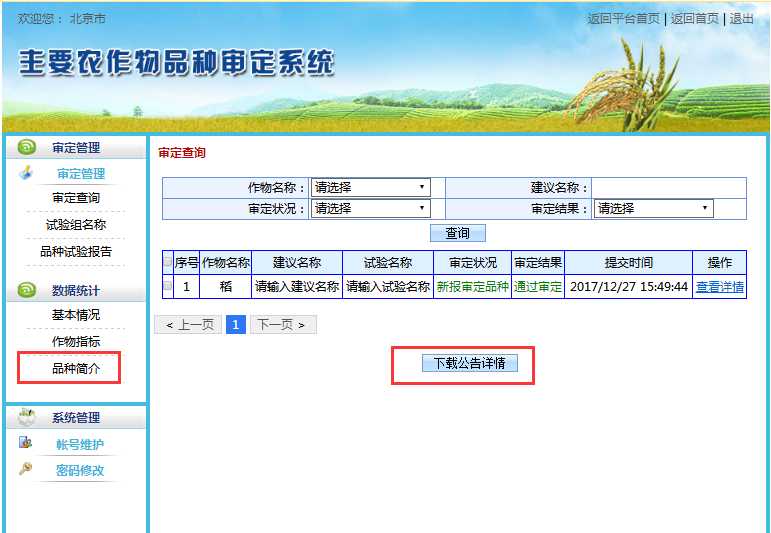 欢迎您： 北京市
返回平台首页 | 返回首页 | 退出
主要农作物品种审定系统
审定管理
审定管理
审定查询
试验组名称
品种试验报告
数据统计
基本情况
作物指标
品种简介
系统管理
帐号维护
密码修改
审定查询
作物名称： 请选择 建议名称：
审定状况： 请选择 审定结果： 请选择
查询
序号 作物名称 建议名称 试验名称 审定状况 审定结果 提交时间 操作
1 稻 请输入建议名称 请输入试验名称 新报审定品种 通过审定 2017/12/27 15:49:44 查看详情
< 上一页 1 下一页 >
下载公告详情